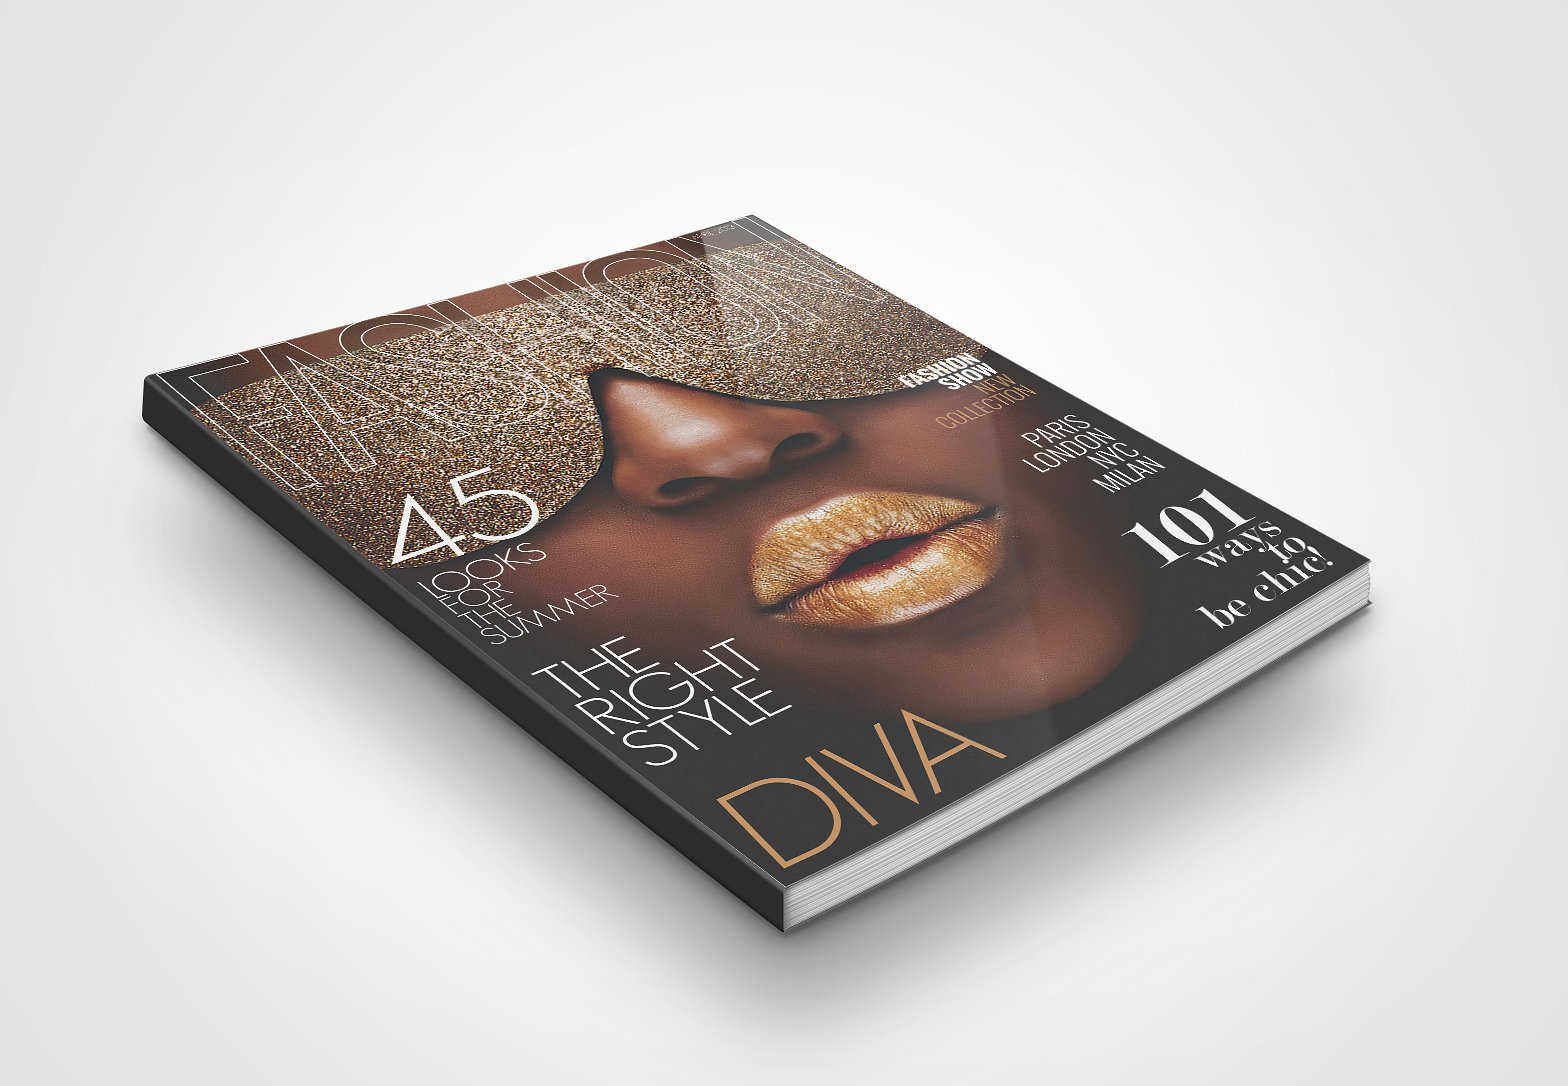 FASHION
FASHION
SHOW
NEW
COLLECTION
PARIS
LONDON
NYC
MILAN
101
ways
to
be chic!
45
LOOKS
FOR
THE
SUMMER
THE
RIGHT
STYLE
DIVA